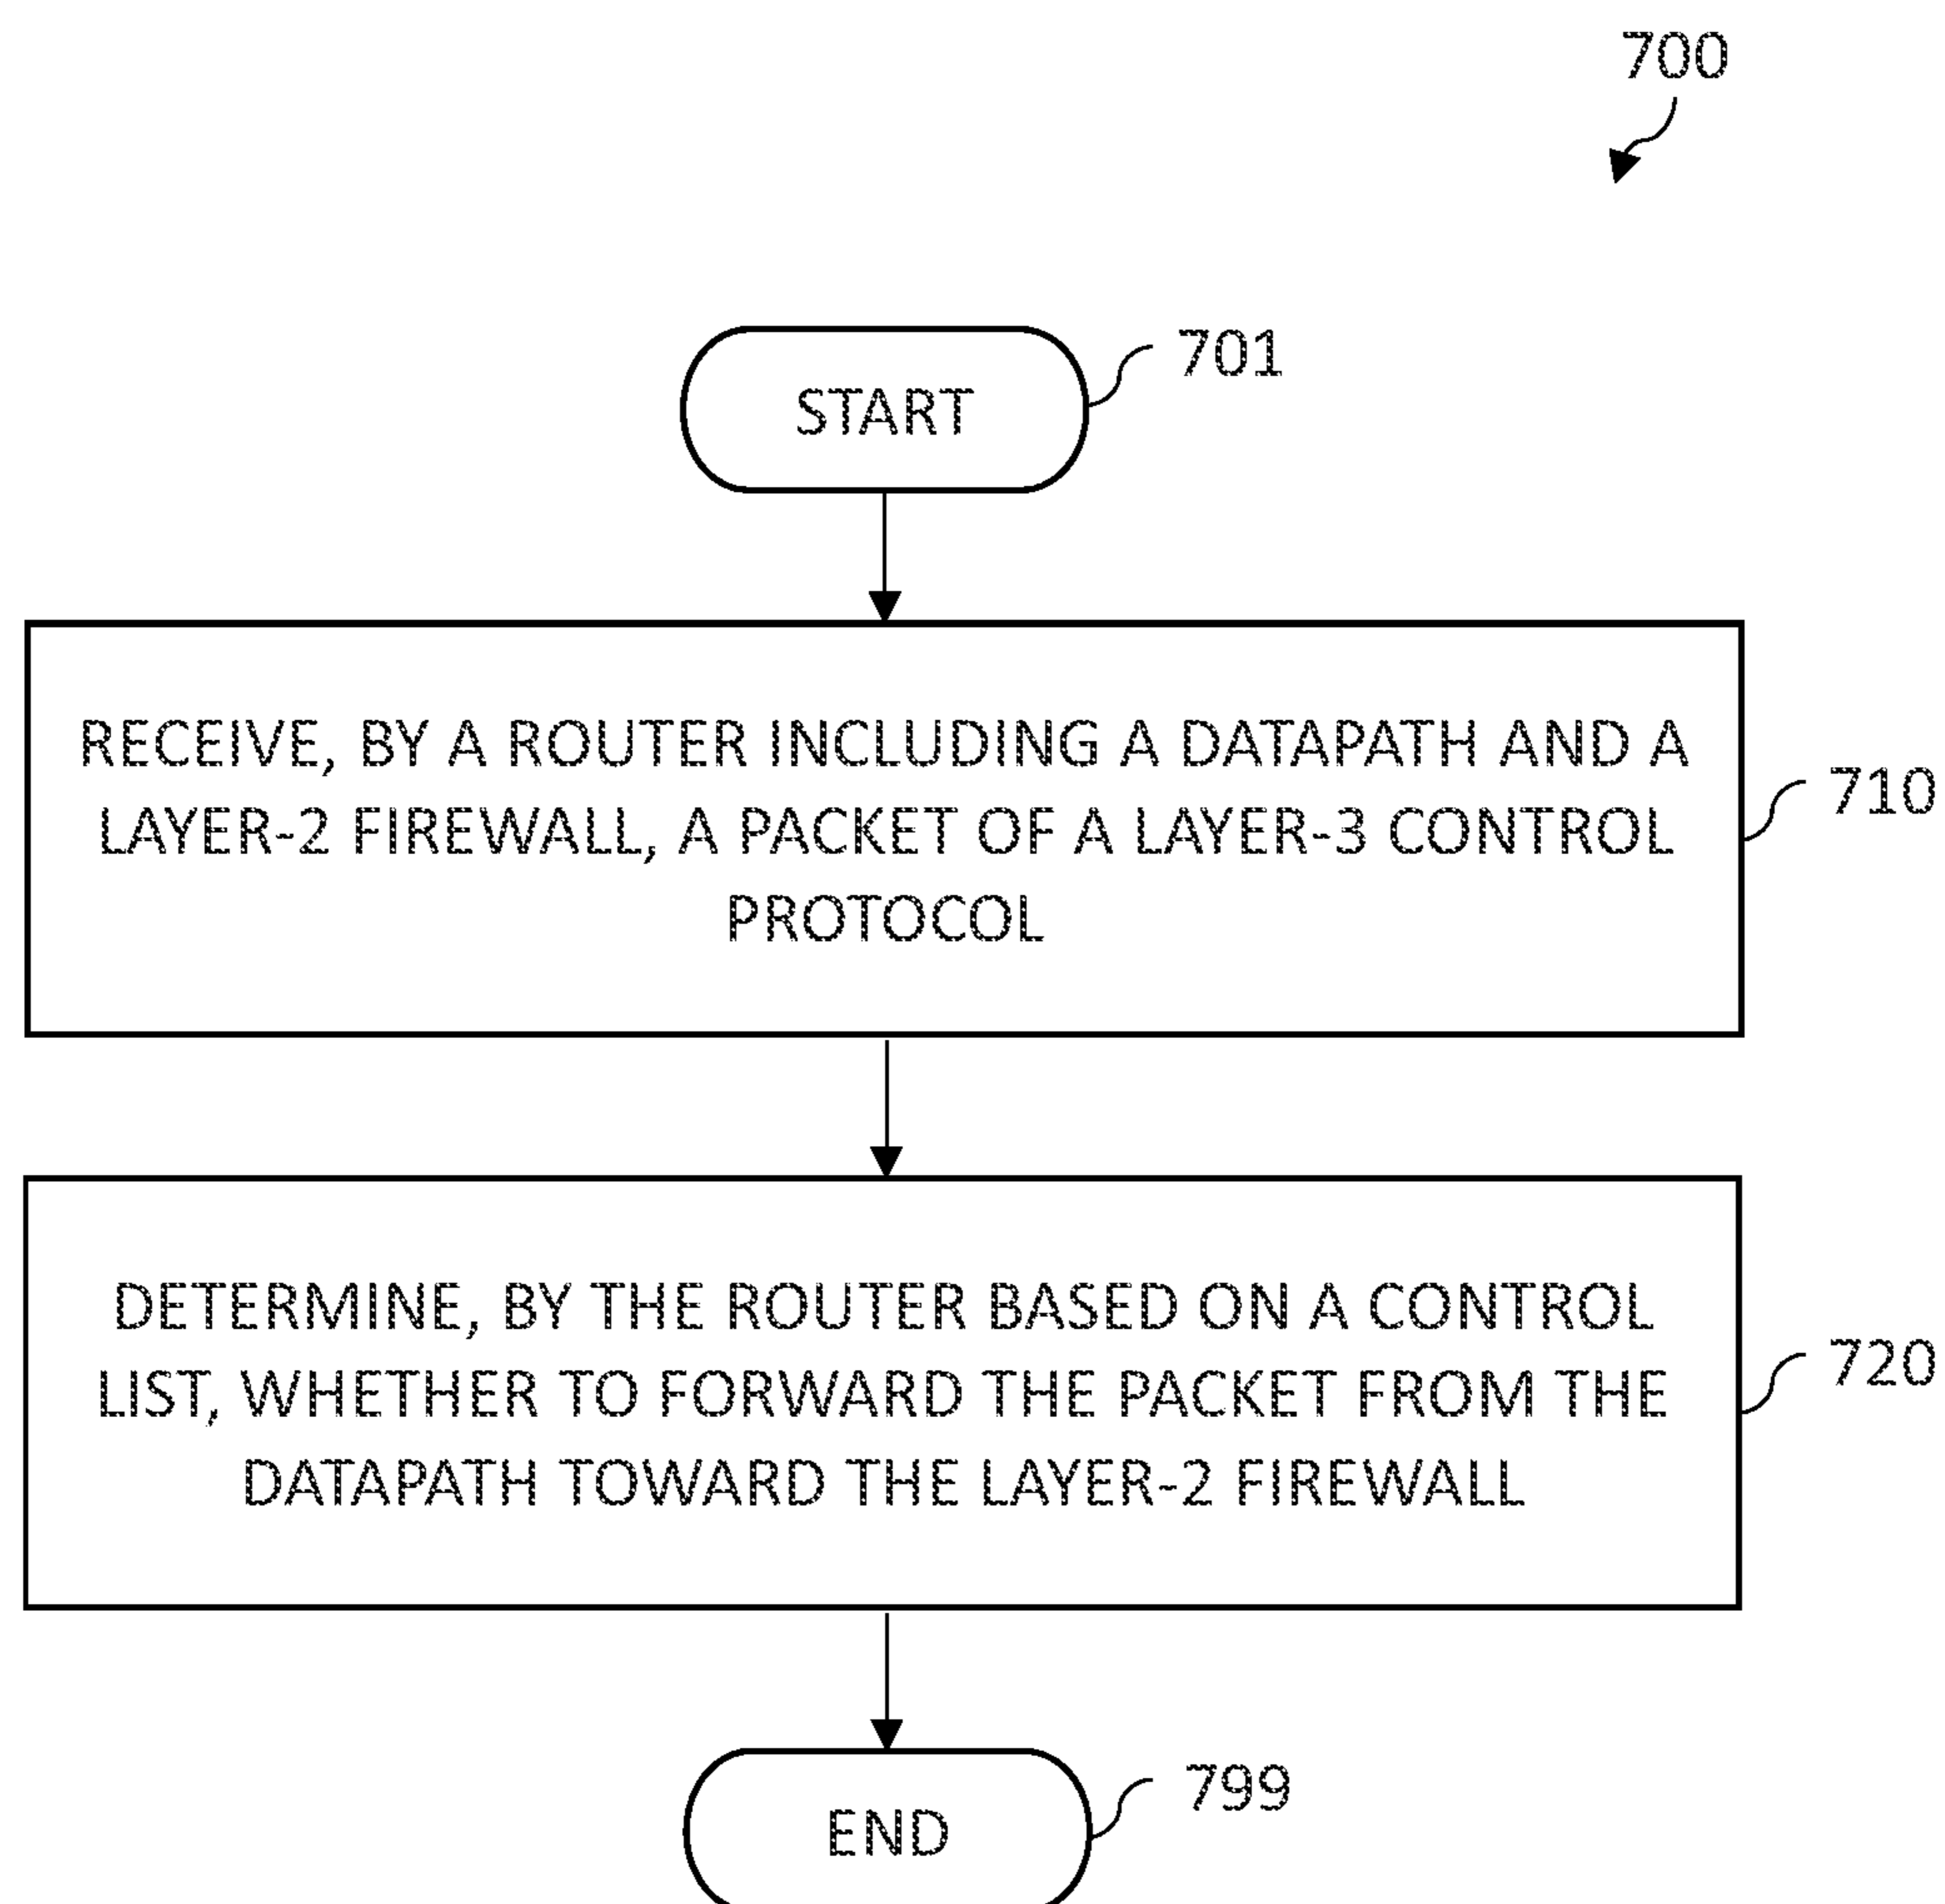 700
START
701
RECEIVE, BY A ROUTER INCLUDING A DATAPATH AND A
LAYER-2 FIREWALL, A PACKET OF A LAYER-3 CONTROL
PROTOCOL
710
DETERMINE, BY THE ROUTER BASED ON A CONTROL
LIST, WHETHER TO FORWARD THE PACKET FROM THE
DATAPATH TOWARD THE LAYER-2 FIREWALL
720
END
799